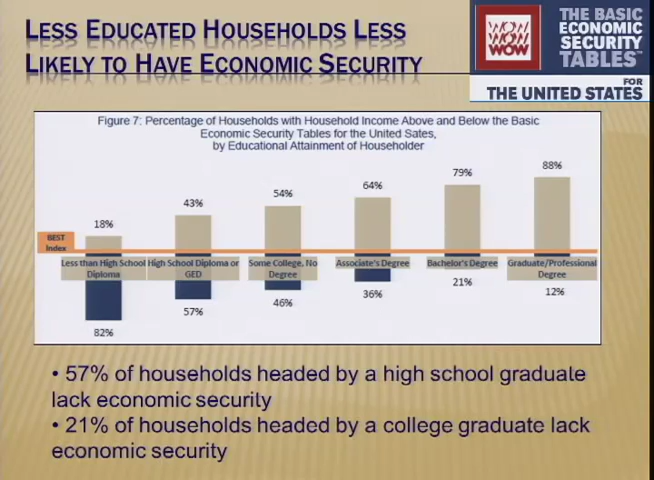 LESS EDUCATED HOUSEHOLDS LESS
LIKELY TO HAVE ECONOMIC SECURITY
WOW
WOW
WOW
THE BASIC
ECONOMIC
SECURITY
TABLES™
FOR
THE UNITED STATES
Figure 7: Percentage of Households with Household Income Above and Below the Basic
Economic Security Tables for the United Sates,
by Educational Attainment of Householder
18%
43%
54%
64%
79%
88%
BEST
Index
Less than High School
Diploma
High School Diploma or
GED
Some College, No
Degree
Associate's Degree
Bachelor's Degree
Graduate/Professional
Degree
82%
57%
46%
36%
21%
12%
• 57% of households headed by a high school graduate
lack economic security
• 21% of households headed by a college graduate lack
economic security